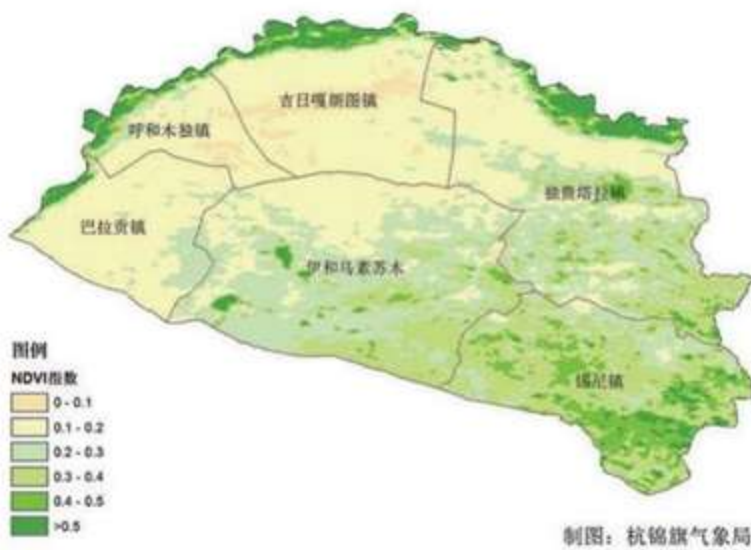 吉日嘎朗图镇
呼和木独镇
独贵塔拉镇
巴拉贡镇
伊和乌素苏木
锡尼镇
图例
NDVI指数
0 - 0.1
0.1 - 0.2
0.2 - 0.3
0.3 - 0.4
0.4 - 0.5
>0.5
制图：杭锦旗气象局